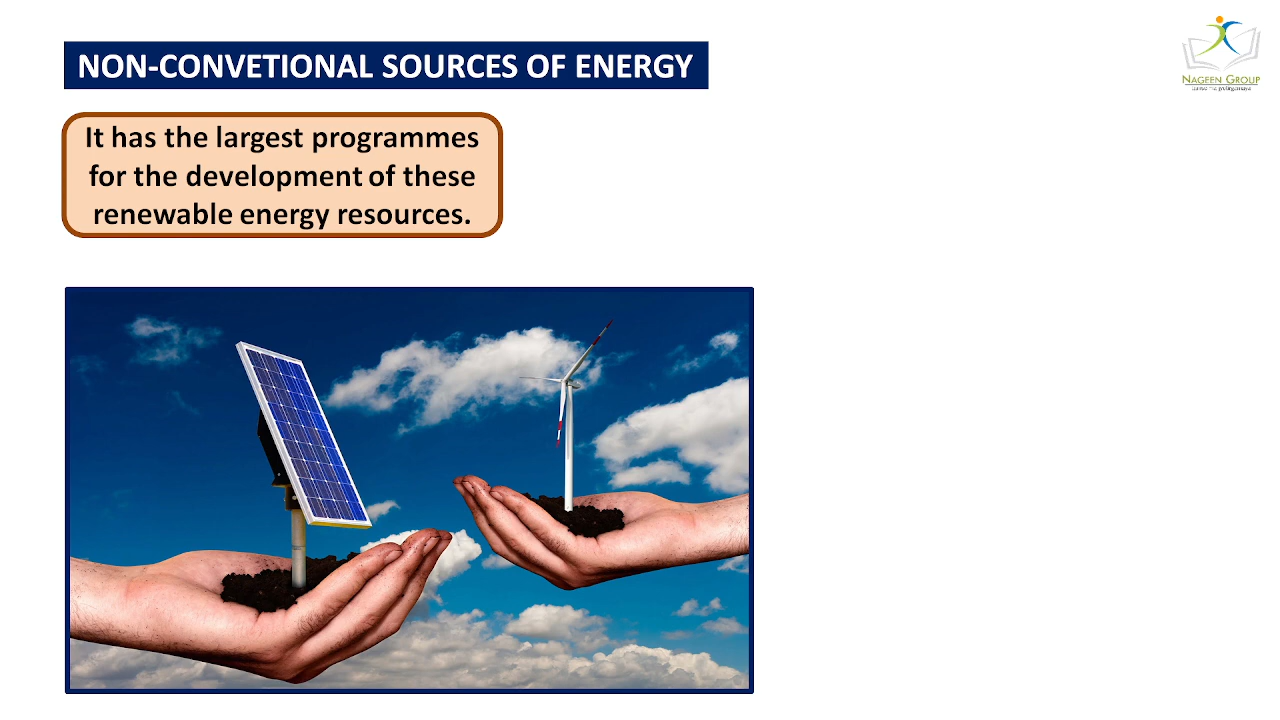 NON-CONVETIONAL SOURCES OF ENERGY
NAGEEN GROUP
It has the largest programmes
for the development of these
renewable energy resources.